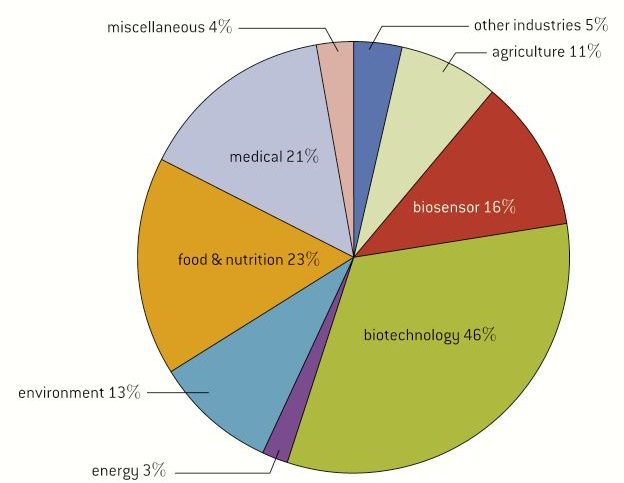 miscellaneous 4%
other industries 5%
agriculture 11%
medical 21%
biosensor 16%
food & nutrition 23%
biotechnology 46%
environment 13%
energy 3%